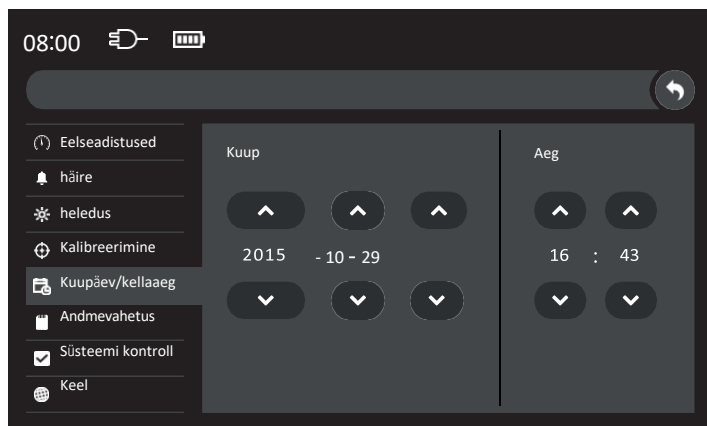 08:00
Eelseadistused
häire
heledus
Kalibreerimine
Kuupäev/kellaaeg
Andmevahetus
Süsteemi kontroll
Keel
Kuup
2015 - 10 - 29
Aeg
16 : 43